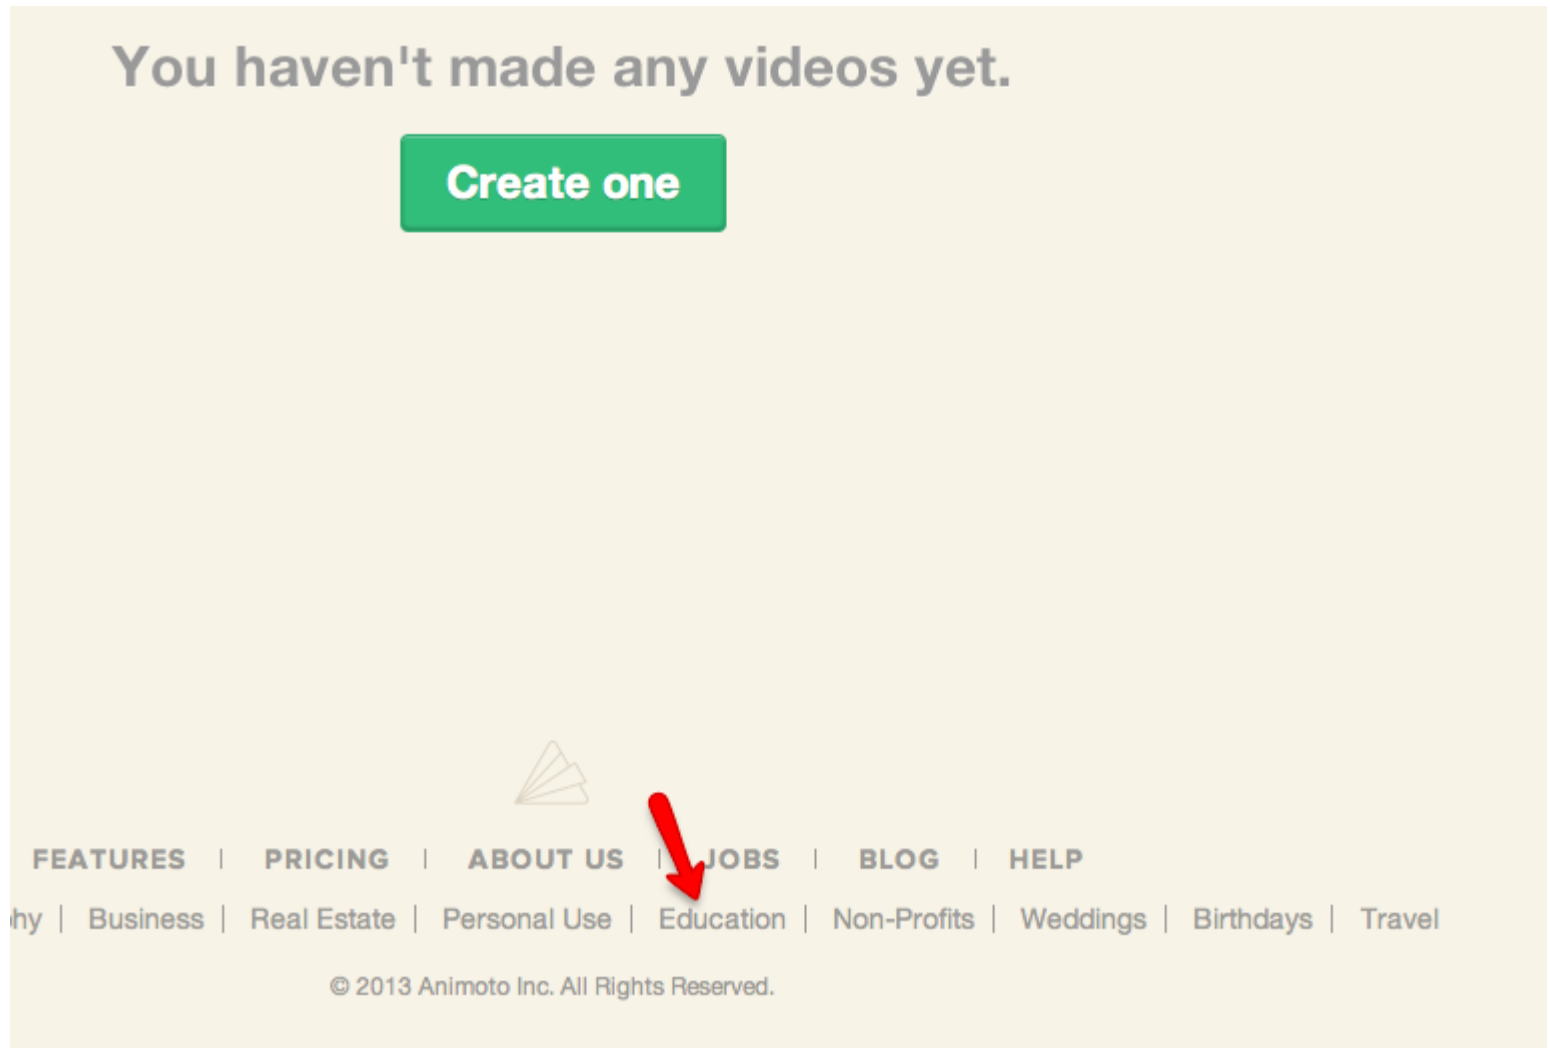 You haven't made any videos yet.
Create one
FEATURES | PRICING | ABOUT US | JOBS | BLOG | HELP
hy | Business | Real Estate | Personal Use | Education | Non-Profits | Weddings | Birthdays | Travel
© 2013 Animoto Inc. All Rights Reserved.